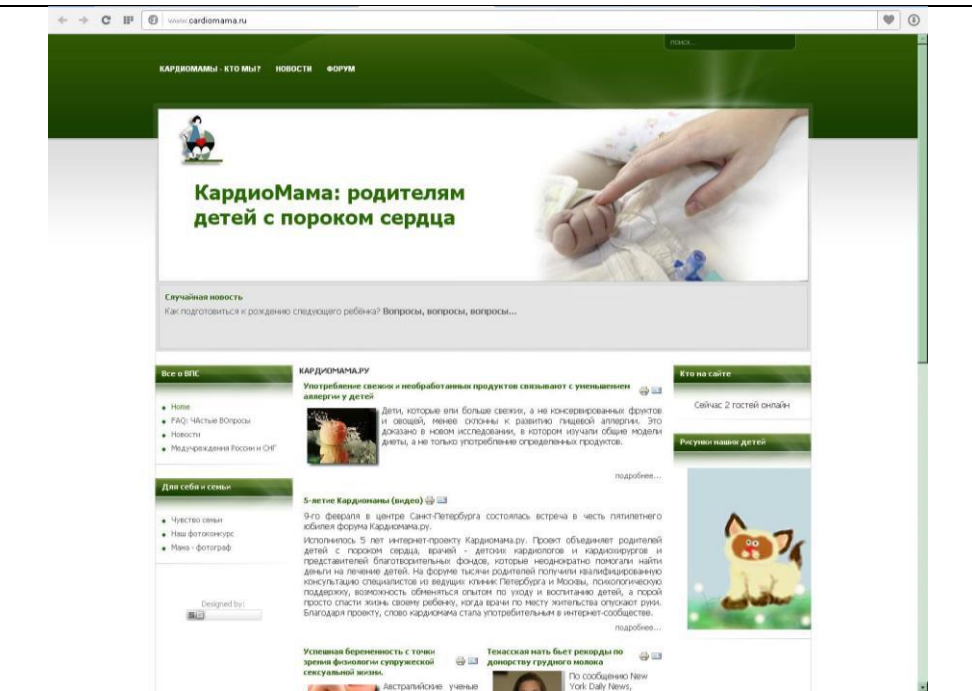 www.cardiomama.ru
поиск...
КАРДИОМАМЫ - КТО МЫ? НОВОСТИ ФОРУМ
КардиоМама: родителям
детей с пороком сердца
Случайная новость
Как подготовиться к рождению следующего ребёнка? Вопросы, вопросы, вопросы...
Все о ВПС
Home
FAQ: ЧАстые ВОпросы
Новости
Медучреждения России и СНГ
Для себя и семьи
Чувство семьи
Наш фотоконкурс
Мама - фотограф
Designed by:
КАРДИОМАМА.РУ
Употребление свежих и необработанных продуктов связывают с уменьшением
аллергии у детей
Дети, которые ели больше свежих, а не консервированных фруктов
и овощей, менее склонны к развитию пищевой аллергии. Это
доказано в новом исследовании, в котором изучали общие модели
диеты, а не только употребление определенных продуктов.
подробнее...
5-летие Кардиомамы (видео)
9-го февраля в центре Санкт-Петербурга состоялась встреча в честь пятилетнего
юбилея форума Кардиомама.ру.
Исполнилось 5 лет интернет-проекту Кардиомама.ру. Проект объединяет родителей
детей с пороком сердца, врачей - детских кардиологов и кардиохирургов и
представителей благотворительных фондов, которые неоднократно помогали найти
деньги на лечение детей. На форуме тысячи родителей получили квалифицированную
консультацию специалистов из ведущих клиник Петербурга и Москвы, психологическую
поддержку, возможность обменяться опытом по уходу и воспитанию детей, а порой
просто спасти жизнь своему ребенку, когда врачи по месту жительства опускают руки.
Благодаря проекту, слово кардиомама стала употребительным в интернет-сообществе.
подробнее...
Успешная беременность с точки
зрения физиологии супружеской
сексуальной жизни.
Австралийские ученые
Техасская мать бьет рекорды по
донорству грудного молока
По сообщению New
York Daily News,
Кто на сайте
Сейчас 2 гостей онлайн
Рисунки наших детей